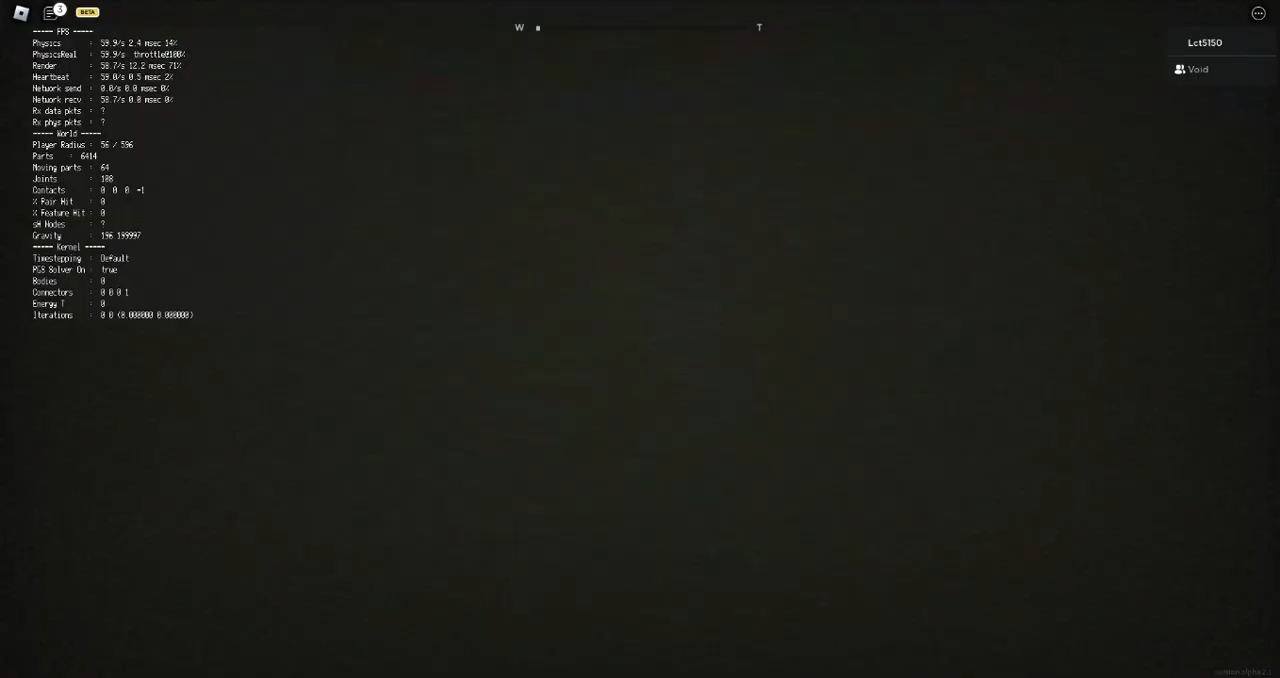 3
BETA
W T
Lct5150
Void
----- FPS -----
Physics : 59.9/s 2.4 msec 14%
PhysicsReal : 59.9/s throttle@100%
Render : 58.7/s 12.2 msec 71%
Heartbeat : 59.0/s 0.5 msec 2%
Network send : 0.0/s 0.0 msec 0%
Network recv : 58.7/s 0.0 msec 0%
Rx data pkts : ?
Rx phys pkts : ?
----- World -----
Player Radius : 56 / 596
Parts : 6414
Moving parts : 64
Joints : 108
Contacts : 0 0 0 -1
% Pair Hit : 0
% Feature Hit : 0
sH Nodes : ?
Gravity : 196.199997
----- Kernel -----
Timestepping : Default
PGS Solver On : true
Bodies : 0
Connectors : 0 0 0 1
Energy T : 0
Iterations : 0 0 (0.000000 0.000000)